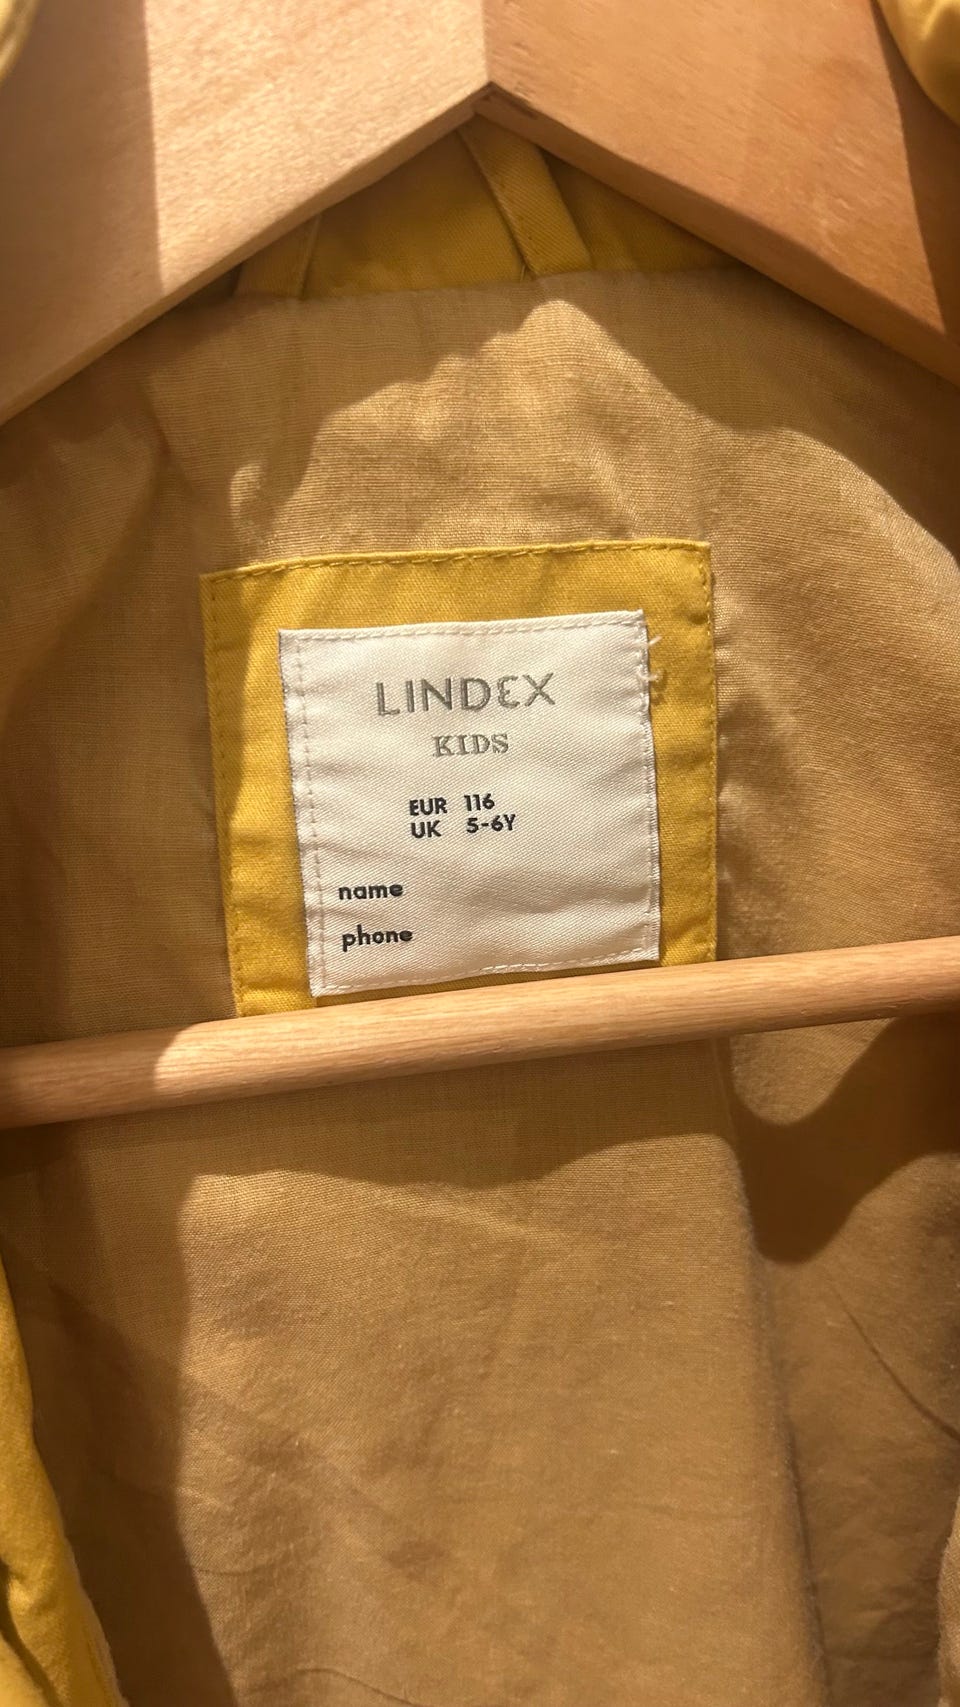 LINDEX
KIDS
EUR 116
UK 5-6Y
name
phone